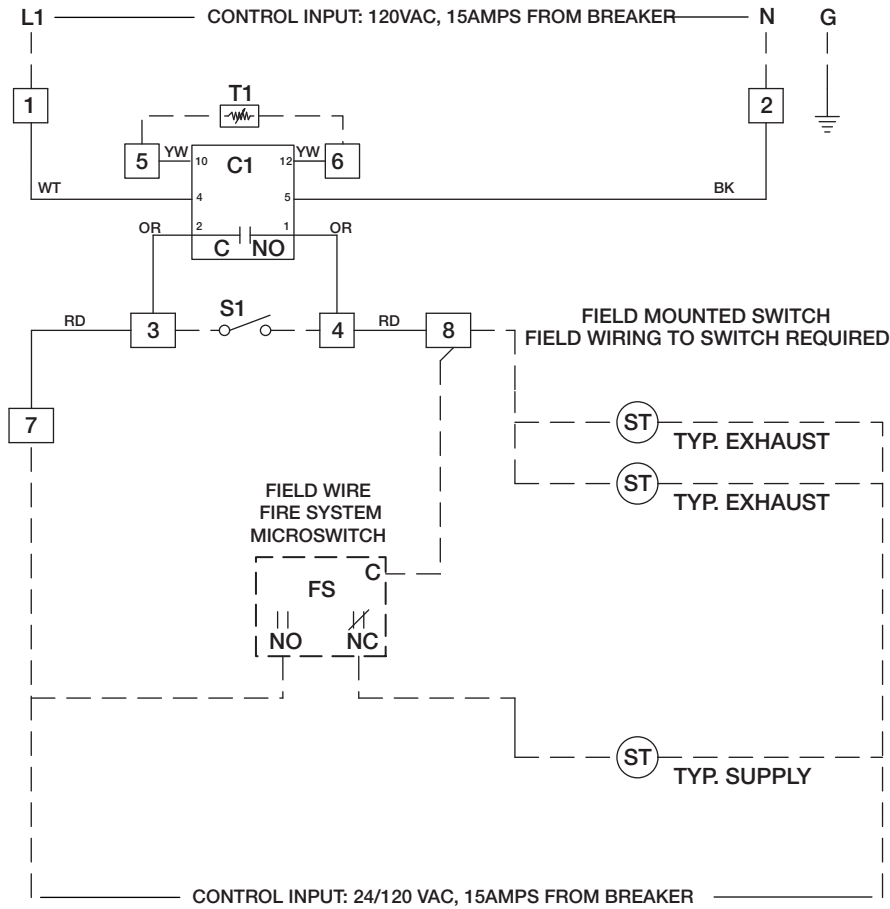 L1 CONTROL INPUT: 120VAC, 15AMPS FROM BREAKER N G
1 T1 2
5 YW 10 C1 12 YW 6
WT 4 5 BK
OR 2 1 OR
C NO
RD 3 S1 4 RD 8
FIELD MOUNTED SWITCH
FIELD WIRING TO SWITCH REQUIRED
7
ST
TYP. EXHAUST
ST
TYP. EXHAUST
FIELD WIRE
FIRE SYSTEM
MICROSWITCH
C
FS
NO NC
ST
TYP. SUPPLY
CONTROL INPUT: 24/120 VAC, 15AMPS FROM BREAKER